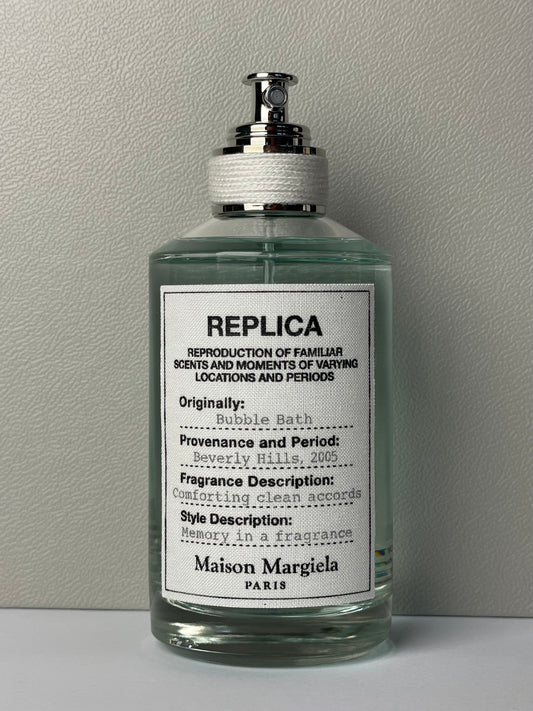 REPLICA
REPRODUCTION OF FAMILIAR
SCENTS AND MOMENTS OF VARYING
LOCATIONS AND PERIODS
Originally:
Bubble Bath
Provenance and Period:
Beverly Hills, 2005
Fragrance Description:
Comforting clean accords
Style Description:
Memory in a fragrance
Maison Margiela
PARIS